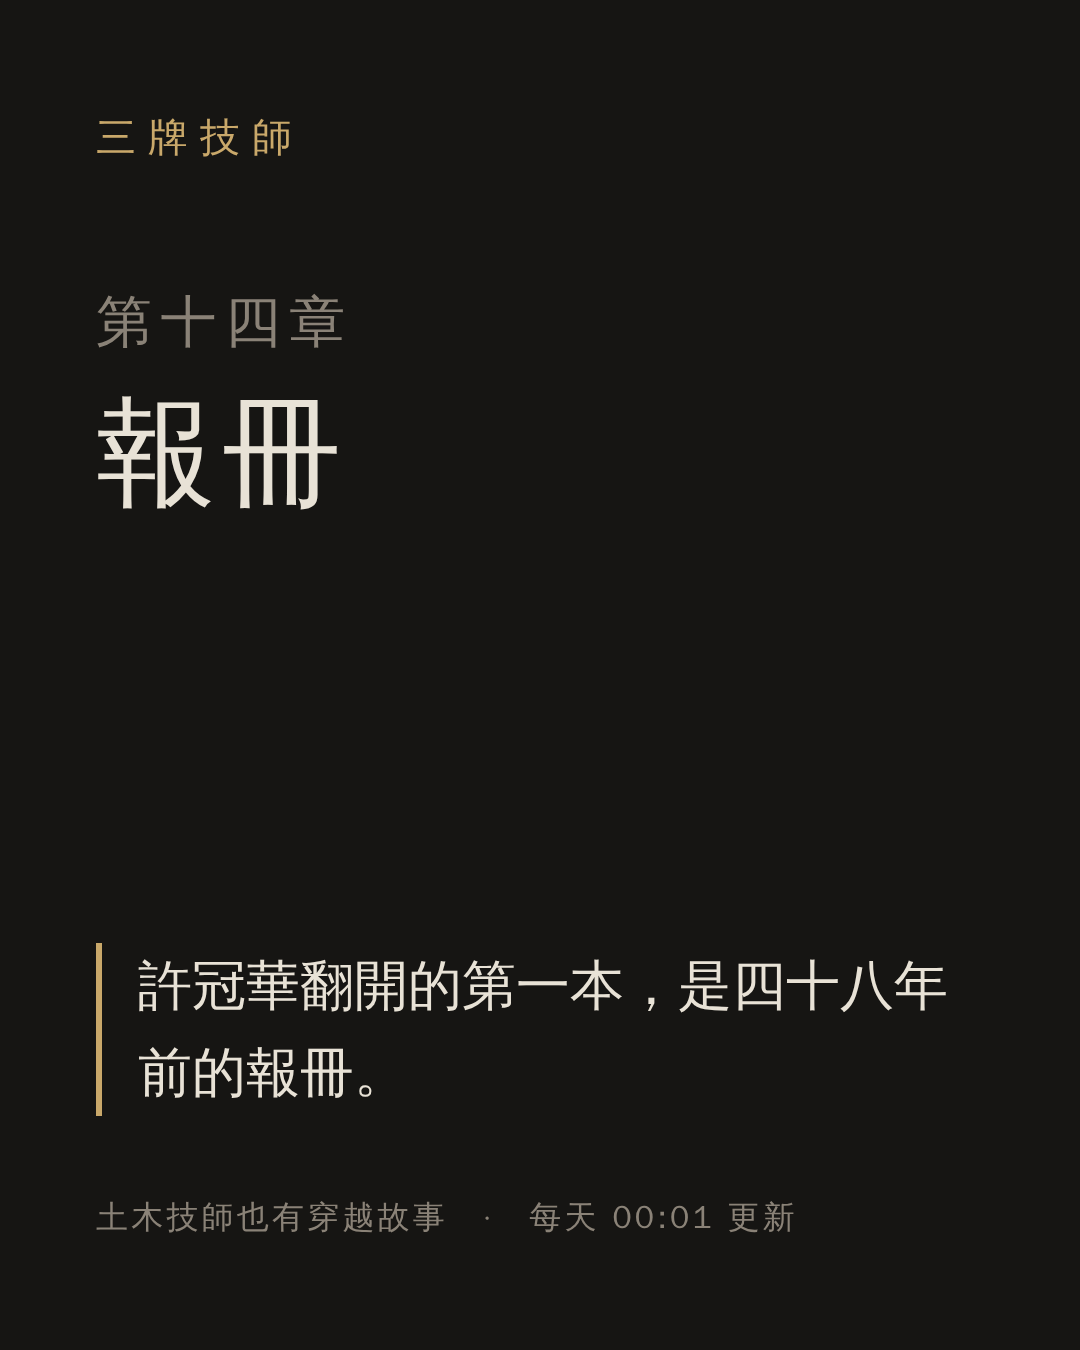 三牌技師
第十四章
報冊
許冠華翻開的第一本，是四十八年
前的報冊。
土木技師也有穿越故事 · 每天 00:01 更新